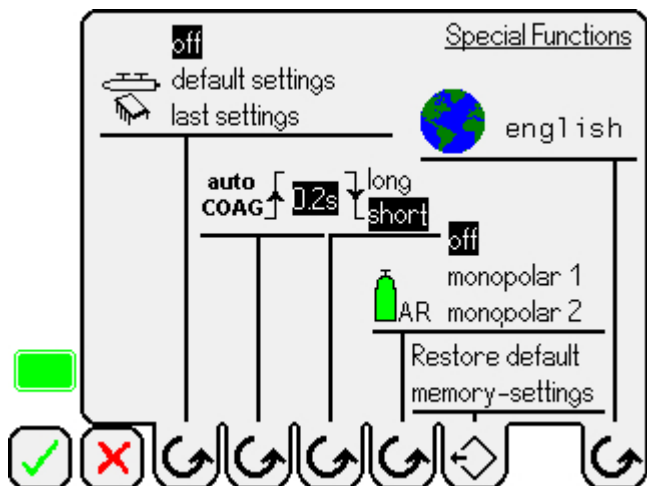 Special Functions
off
default settings
last settings
english
auto
COAG
0.2s
long
short
off
monopolar 1
AR monopolar 2
Restore default
memory-settings